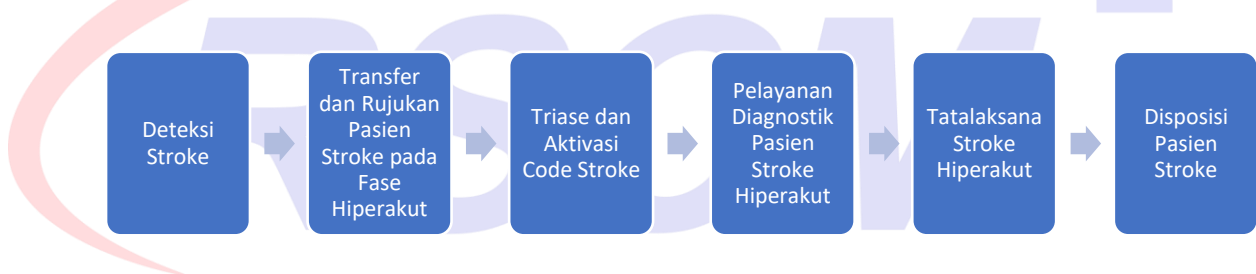 Deteksi
Stroke
Transfer
dan Rujukan
Pasien
Stroke pada
Fase
Hiperakut
Triase dan
Aktivasi
Code Stroke
Pelayanan
Diagnostik
Pasien
Stroke
Hiperakut
Tatalaksana
Stroke
Hiperakut
Disposisi
Pasien
Stroke